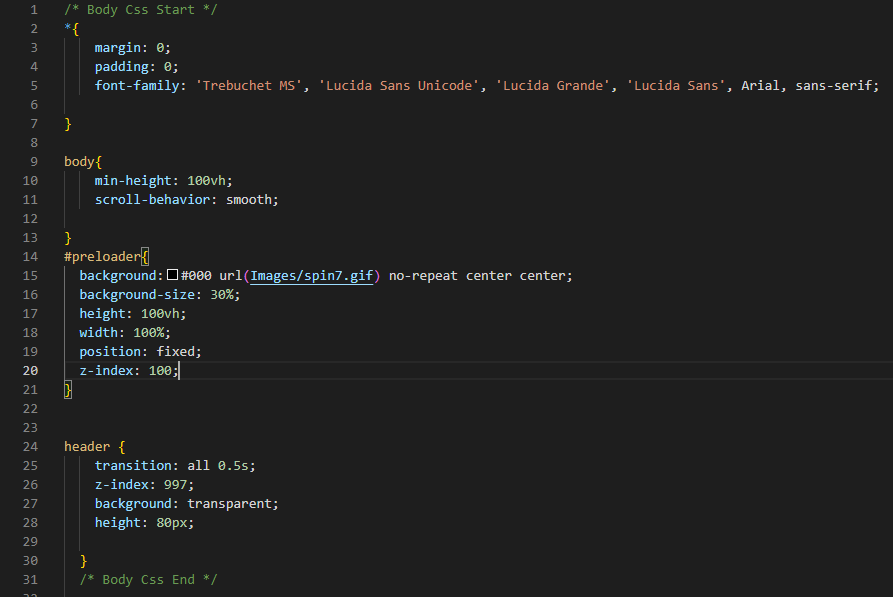 1 /* Body Css Start */
2 *{
3 margin: 0;
4 padding: 0;
5 font-family: 'Trebuchet MS', 'Lucida Sans Unicode', 'Lucida Grande', 'Lucida Sans', Arial, sans-serif;
6
7 }
8
9 body{
10 min-height: 100vh;
11 scroll-behavior: smooth;
12
13 }
14 #preloader{
15 background: #000 url(Images/spin7.gif) no-repeat center center;
16 background-size: 30%;
17 height: 100vh;
18 width: 100%;
19 position: fixed;
20 z-index: 100;
21 }
22
23
24 header {
25 transition: all 0.5s;
26 z-index: 997;
27 background: transparent;
28 height: 80px;
29
30 }
31 /* Body Css End */